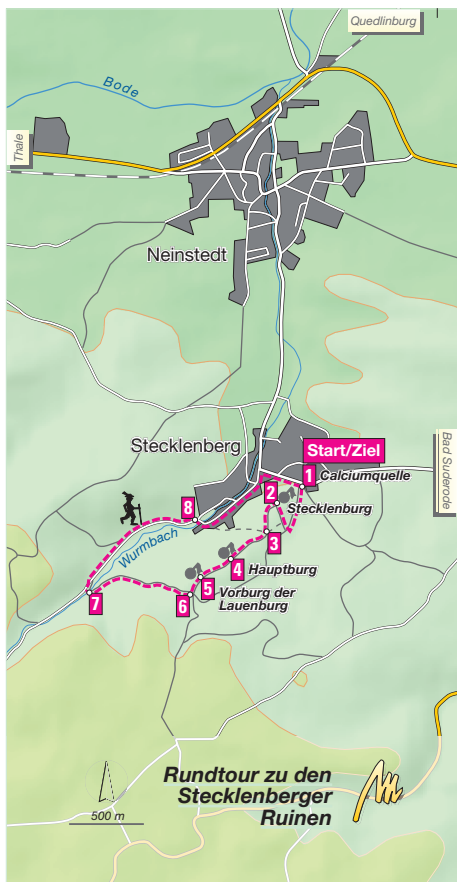 Quedlinburg
Bode
Thale
Neinstedt
Stecklenberg
Start/Ziel
Bad Suderode
1
Calciumquelle
2
Stecklenburg
8
3
Wurmbach
4
Hauptburg
5
Vorburg der
Lauenburg
6
7
Rundtour zu den
Stecklenberger
Ruinen
500 m